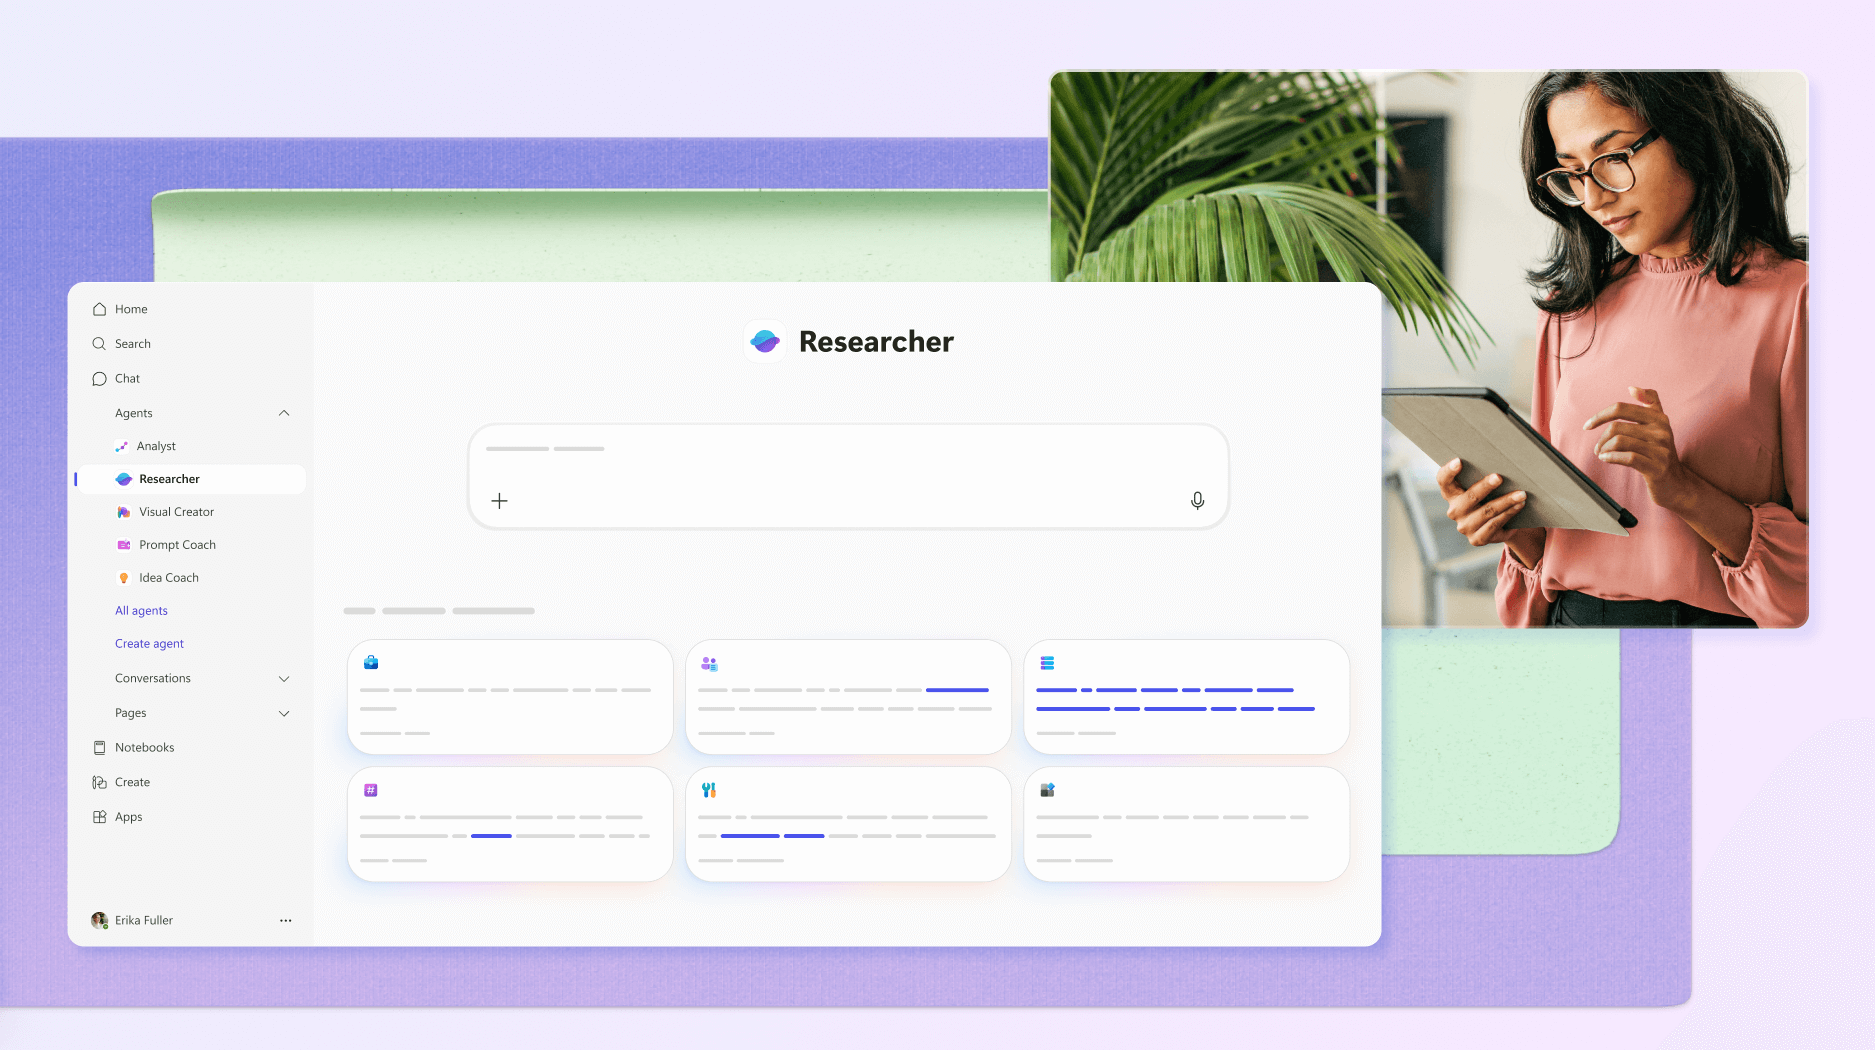 Home
Search
Chat
Agents
Analyst
Researcher
Visual Creator
Prompt Coach
Idea Coach
All agents
Create agent
Conversations
Pages
Notebooks
Create
Apps
Erika Fuller
Researcher